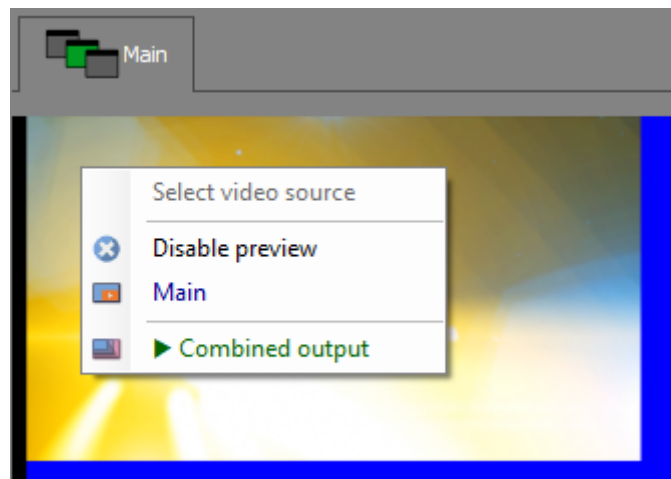 Main
Select video source
Disable preview
Main
▶ Combined output